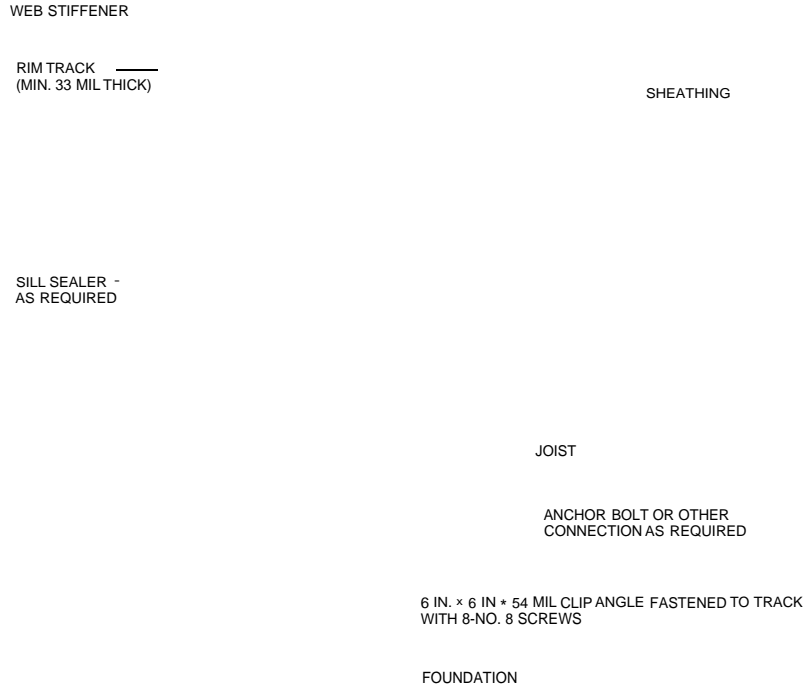 WEB STIFFENER
RIM TRACK
(MIN. 33 MIL THICK)
SHEATHING
SILL SEALER -
AS REQUIRED
JOIST
ANCHOR BOLT OR OTHER
CONNECTION AS REQUIRED
6 IN. × 6 IN * 54 MIL CLIP ANGLE FASTENED TO TRACK
WITH 8-NO. 8 SCREWS
FOUNDATION